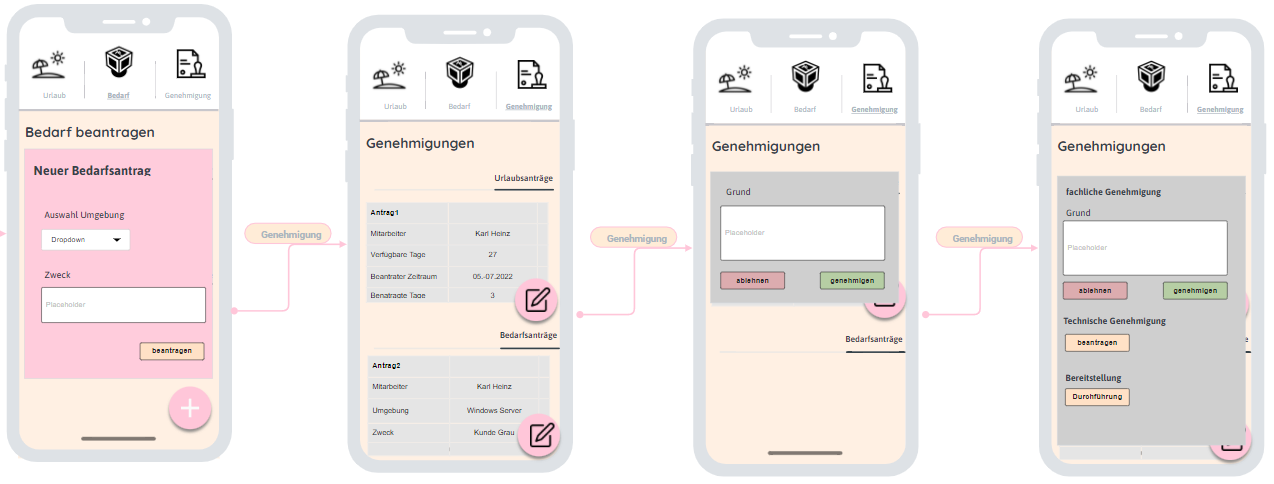 Urlaub Bedarf Genehmigung
Bedarf beantragen
Neuer Bedarfsantrag
Auswahl Umgebung
Dropdown
Zweck
Placeholder
beantragen
Genehmigung
Urlaub Bedarf Genehmigung
Genehmigungen
Urlaubsanträge
Antrag1
Mitarbeiter Karl Heinz
Verfügbare Tage 27
Beantrater Zeitraum 05.-07.2022
Benatragte Tage 3
Bedarfsanträge
Antrag2
Mitarbeiter Karl Heinz
Umgebung Windows Server
Zweck Kunde Grau
Genehmigung
Urlaub Bedarf Genehmigung
Genehmigungen
Grund
Placeholder
ablehnen genehmigen
Bedarfsanträge
Genehmigung
Urlaub Bedarf Genehmigung
Genehmigungen
fachliche Genehmigung
Grund
Placeholder
ablehnen genehmigen
Technische Genehmigung
beantragen
Bereitstellung
Durohführung